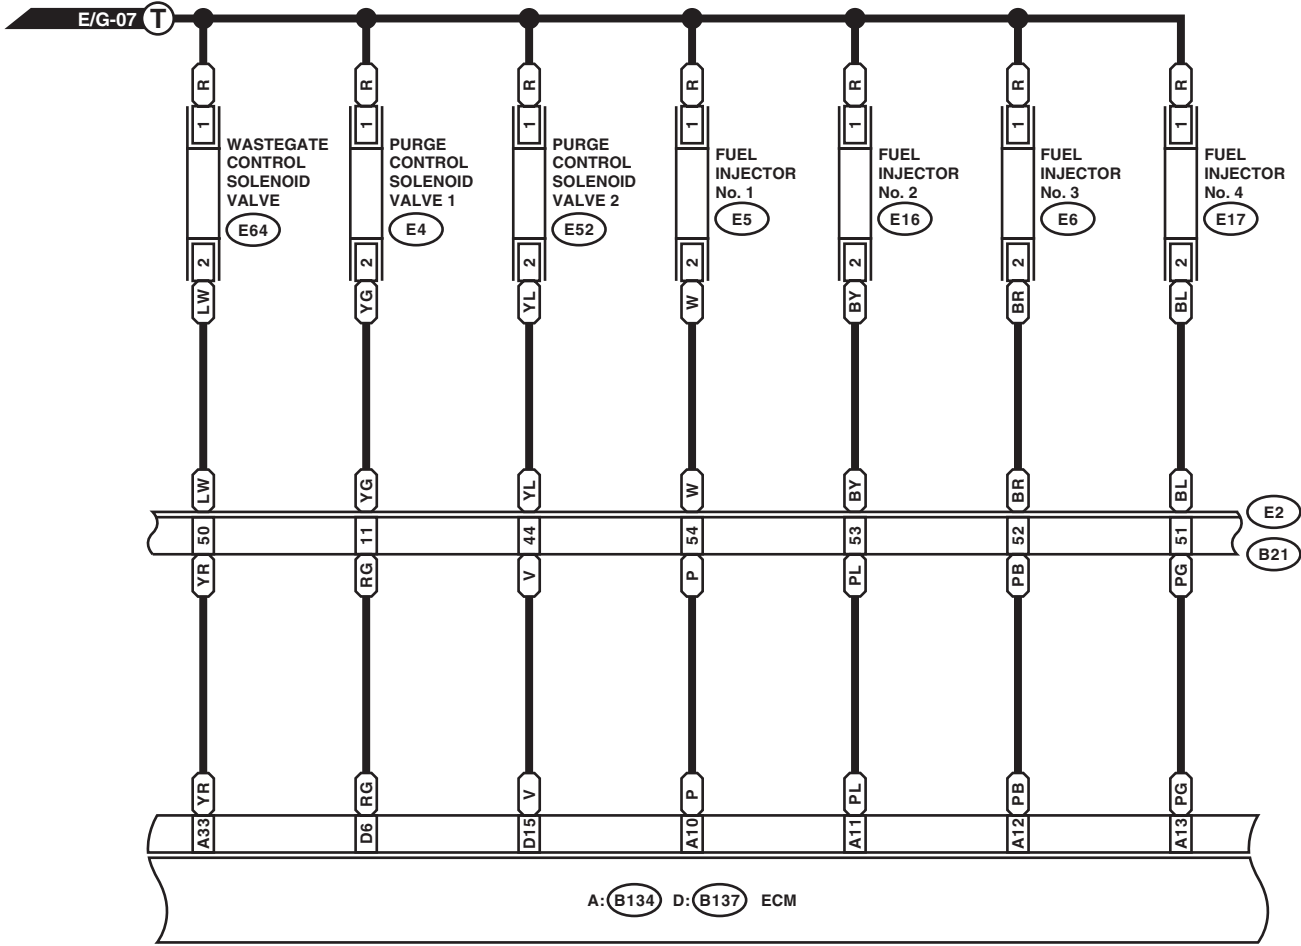 E/G-07 T
R R R R R R R
1 1 1 1 1 1 1
WASTEGATE
CONTROL
SOLENOID
VALVE
E64
PURGE
CONTROL
SOLENOID
VALVE 1
E4
PURGE
CONTROL
SOLENOID
VALVE 2
E52
FUEL
INJECTOR
No. 1
E5
FUEL
INJECTOR
No. 2
E16
FUEL
INJECTOR
No. 3
E6
FUEL
INJECTOR
No. 4
E17
2 2 2 2 2 2 2
LW YG YL W BY BR BL
LW YG YL W BY BR BL
E2
50 11 44 54 53 52 51
B21
YR RG V P PL PB PG
YR RG V P PL PB PG
A33 D6 D15 A10 A11 A12 A13
A: B134 D: B137 ECM